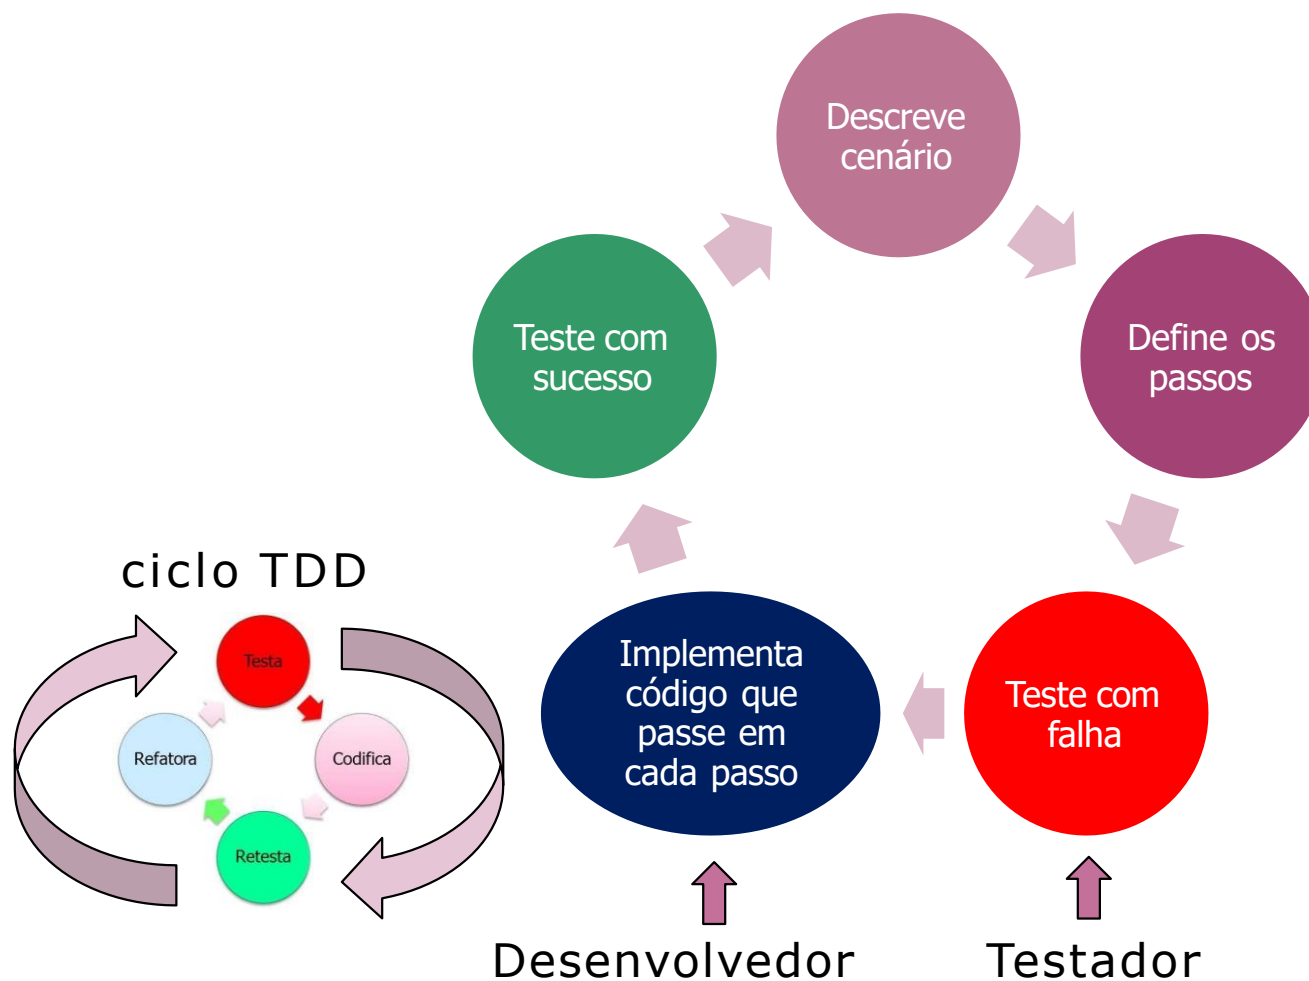 Descreve
cenário
Teste com
sucesso
Define os
passos
ciclo TDD
Testa
Refatora
Codifica
Retesta
Implementa
código que
passe em
cada passo
Teste com
falha
Desenvolvedor
Testador